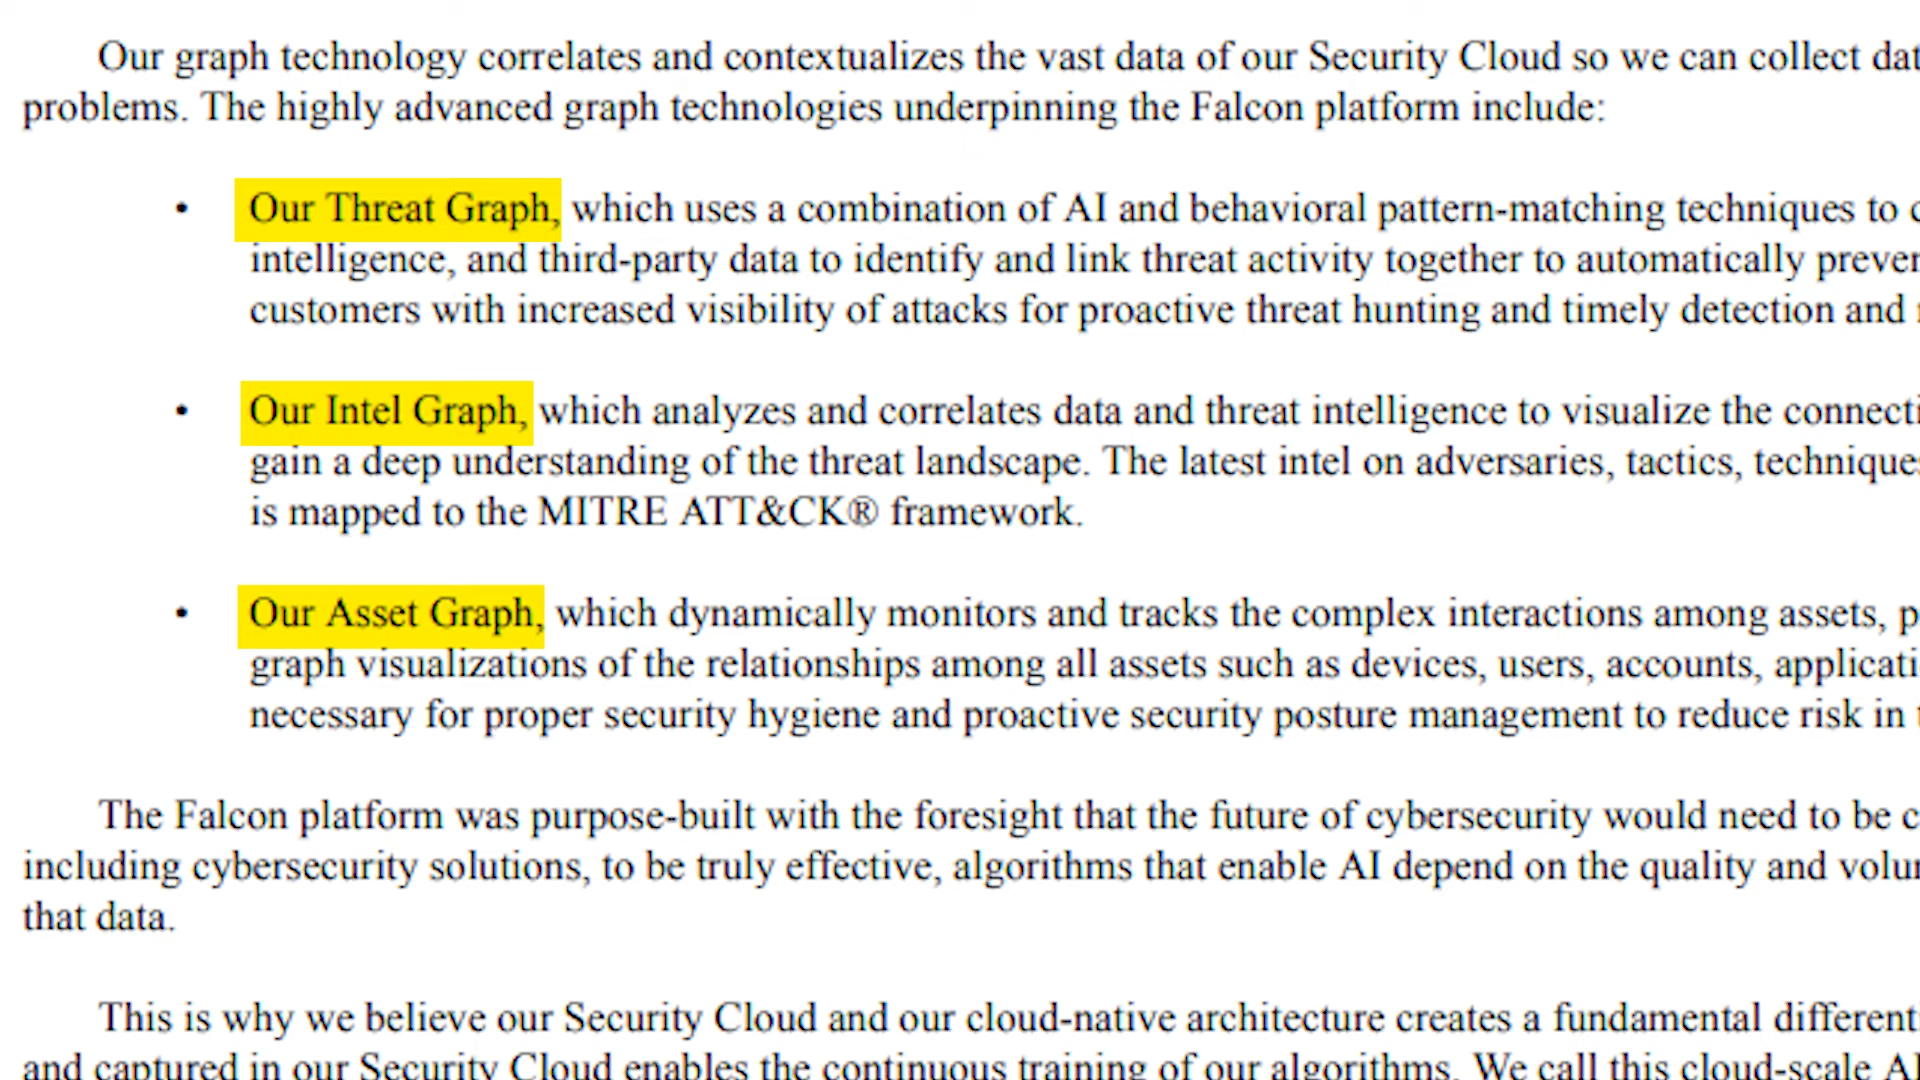 Our graph technology correlates and contextualizes the vast data of our Security Cloud so we can collect
problems. The highly advanced graph technologies underpinning the Falcon platform include:
• Our Threat Graph, which uses a combination of AI and behavioral pattern-matching techniques to
intelligence, and third-party data to identify and link threat activity together to automatically
customers with increased visibility of attacks for proactive threat hunting and timely detection and
• Our Intel Graph, which analyzes and correlates data and threat intelligence to visualize the
gain a deep understanding of the threat landscape. The latest intel on adversaries, tactics,
is mapped to the MITRE ATT&CK® framework.
• Our Asset Graph, which dynamically monitors and tracks the complex interactions among assets,
graph visualizations of the relationships among all assets such as devices, users, accounts,
necessary for proper security hygiene and proactive security posture management to reduce risk in
The Falcon platform was purpose-built with the foresight that the future of cybersecurity would need to be
including cybersecurity solutions, to be truly effective, algorithms that enable AI depend on the quality and
that data.
This is why we believe our Security Cloud and our cloud-native architecture creates a fundamental
and captured in our Security Cloud enables the continuous training of our algorithms. We call this cloud-scale AI